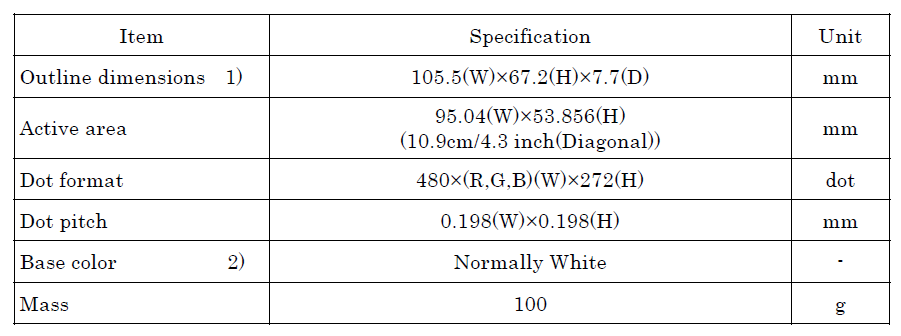 Item Specification Unit
Outline dimensions 1) 105.5(W)×67.2(H)×7.7(D) mm
Active area 95.04(W)×53.856(H) mm
(10.9cm/4.3 inch(Diagonal))
Dot format 480×(R,G,B)(W)×272(H) dot
Dot pitch 0.198(W)×0.198(H) mm
Base color 2) Normally White -
Mass 100 g